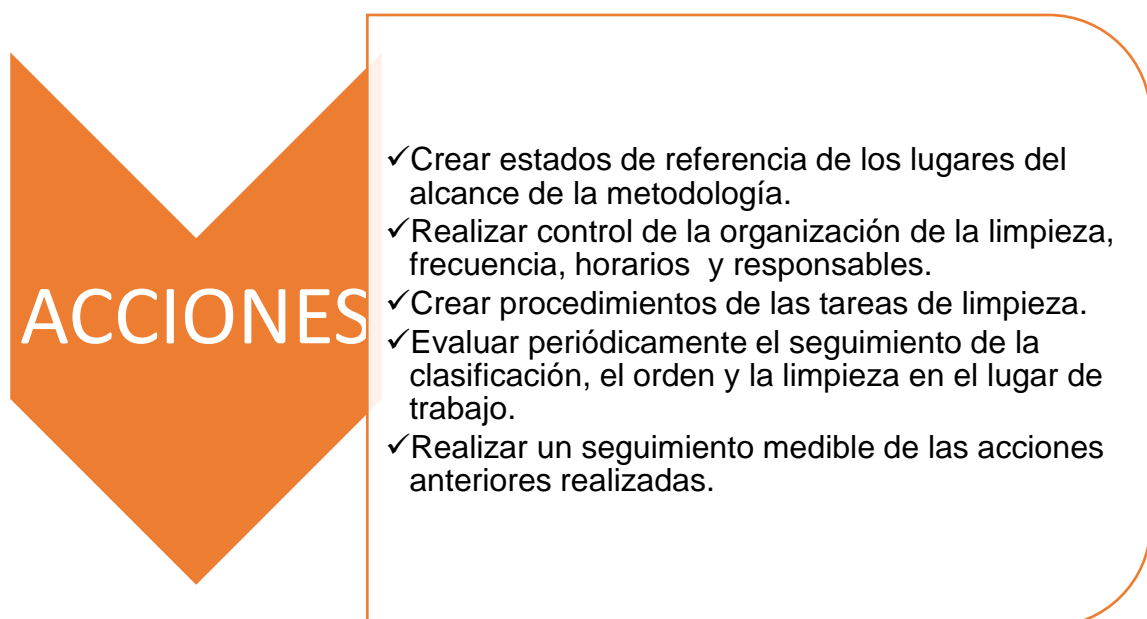 ACCIONES
✓Crear estados de referencia de los lugares del
alcance de la metodología.
✓Realizar control de la organización de la limpieza,
frecuencia, horarios  y responsables.
✓Crear procedimientos de las tareas de limpieza.
✓Evaluar periódicamente el seguimiento de la
clasificación, el orden y la limpieza en el lugar de
trabajo.
✓Realizar un seguimiento medible de las acciones
anteriores realizadas.